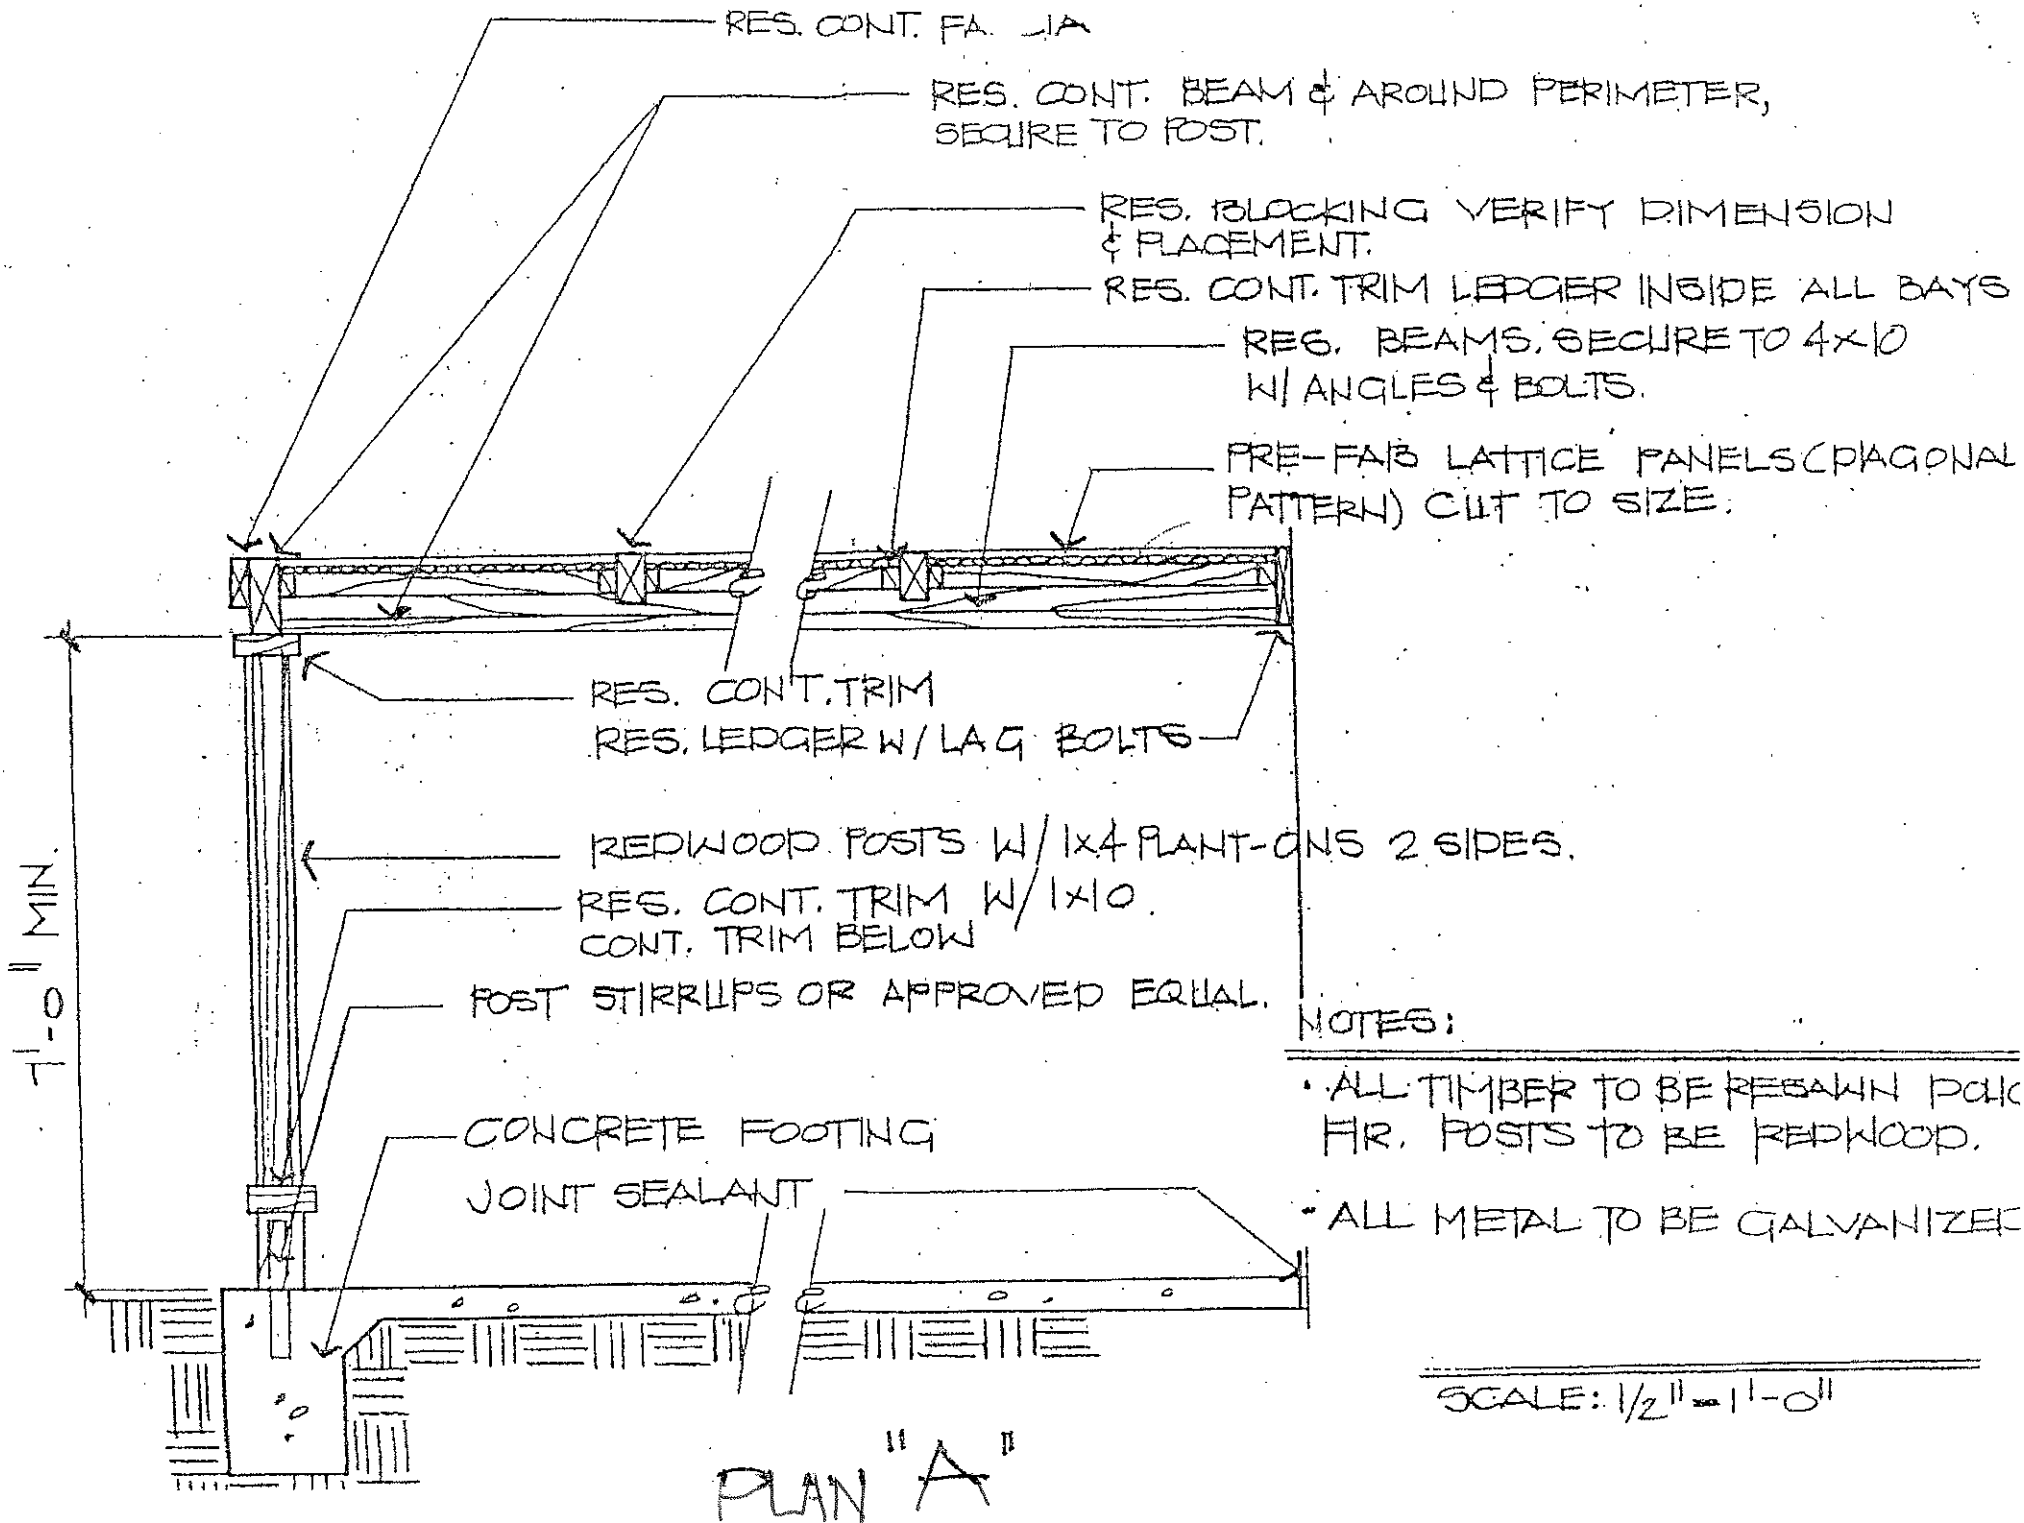 RES. CONT. FA   IA
RES. CONT. BEAM & AROUND PERIMETER,
SECURE TO POST.
RES. BLOCKING VERIFY DIMENSION
& PLACEMENT.
RES. CONT. TRIM LEDGER INSIDE ALL BAYS
RES. BEAMS. SECURE TO 4x10
W/ ANGLES & BOLTS.
PRE-FAB LATTICE PANELS (DIAGONAL
PATTERN) CUT TO SIZE.
RES. CONT. TRIM
RES. LEDGER W/ LAG BOLTS
REDWOOD POSTS W/ 1x4 PLANT-ONS 2 SIDES.
RES. CONT. TRIM W/ 1x10.
CONT. TRIM BELOW
POST STIRRUPS OR APPROVED EQUAL.
CONCRETE FOOTING
JOINT SEALANT
7'-0" MIN.
NOTES:
• ALL TIMBER TO BE RESAWN DOUG
FIR. POSTS TO BE REDWOOD.
• ALL METAL TO BE GALVANIZED
SCALE: 1/2" = 1'-0"
PLAN "A"